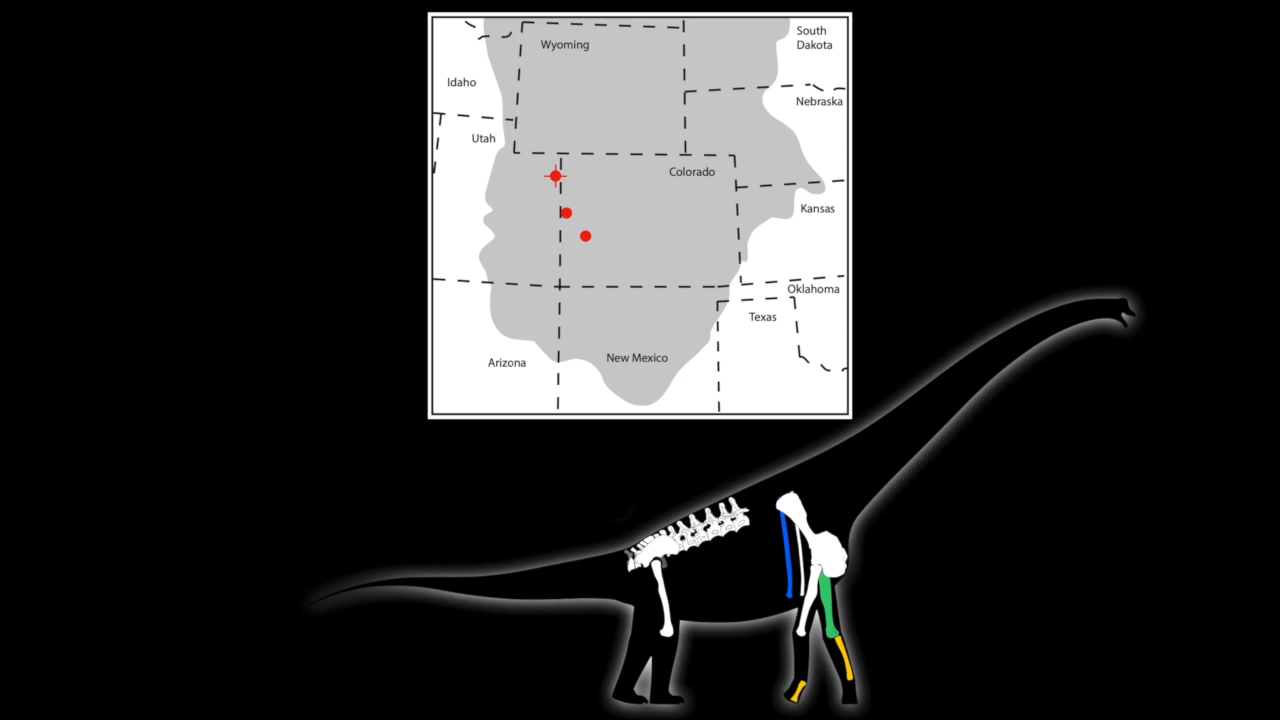 Wyoming
South
Dakota
Idaho
Nebraska
Utah
Colorado
Kansas
Oklahoma
Texas
Arizona
New Mexico